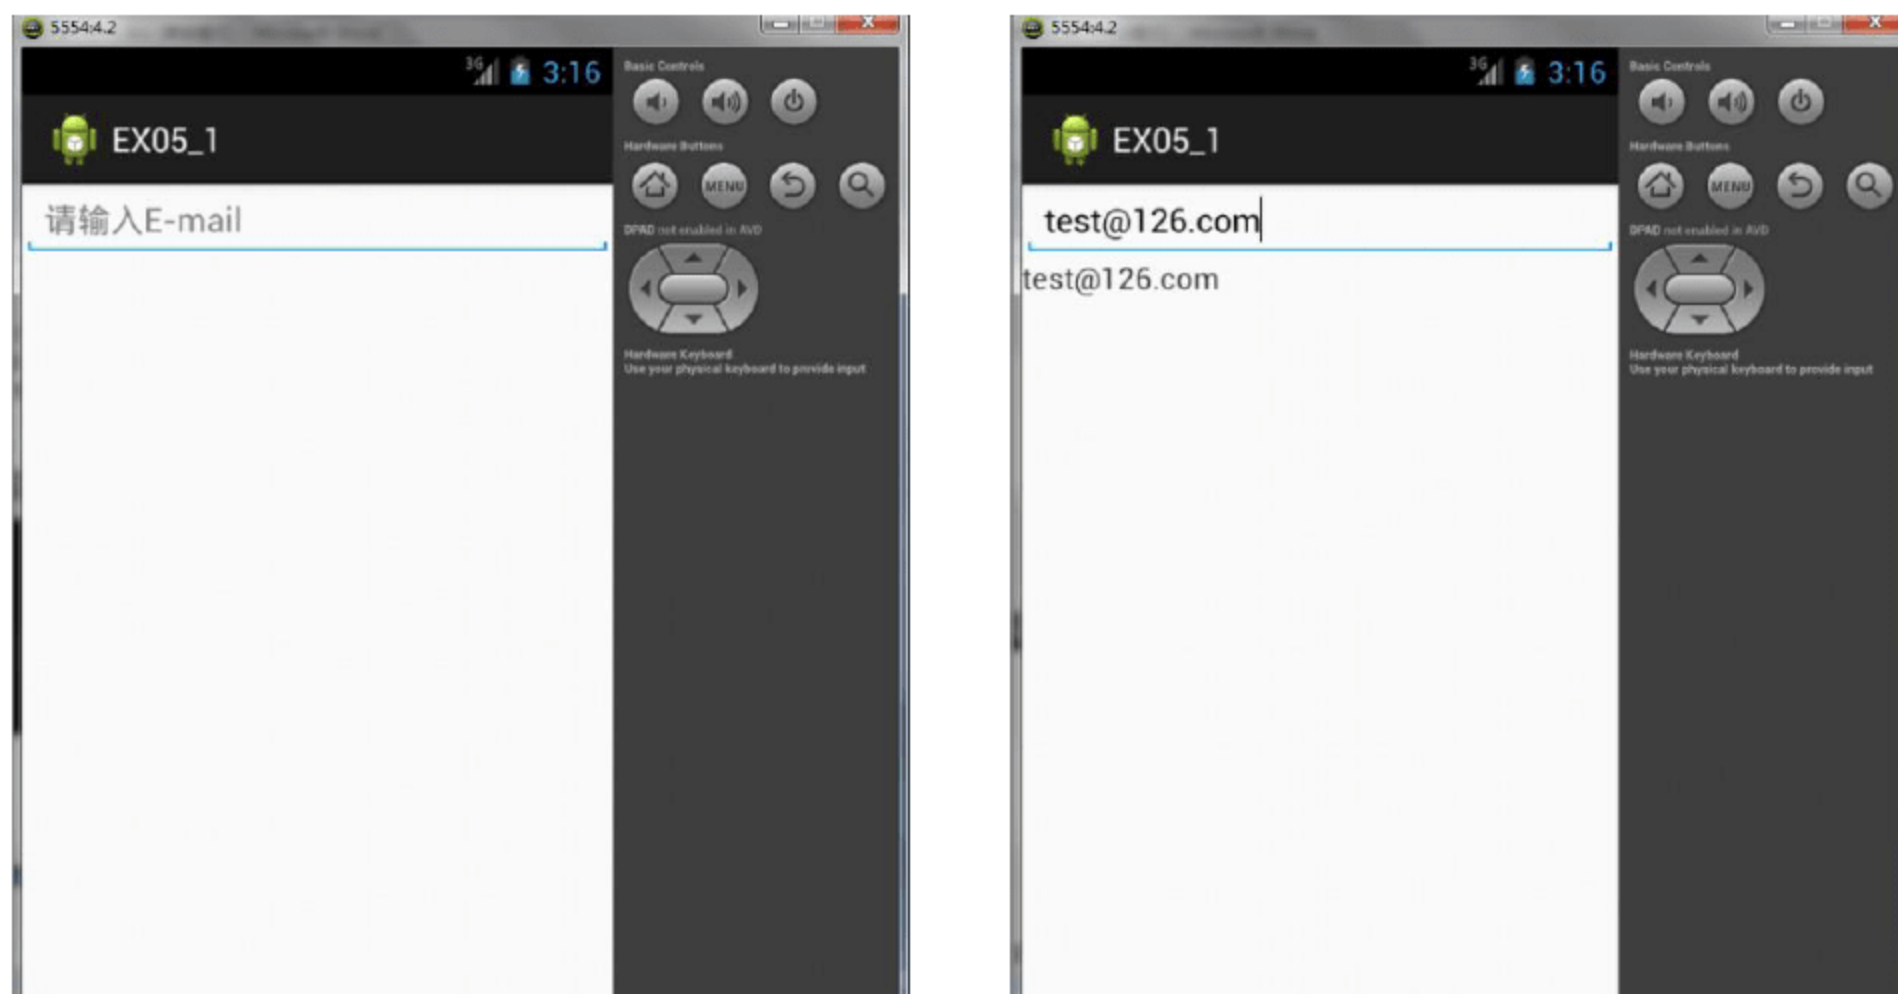 5554:4.2
3G 3:16
EX05_1
请输入E-mail
Basic Controls
Hardware Buttons
MENU
DPAD not enabled in AVD
Hardware Keyboard
Use your physical keyboard to provide input
5554:4.2
3G 3:16
EX05_1
test@126.com
test@126.com
Basic Controls
Hardware Buttons
MENU
DPAD not enabled in AVD
Hardware Keyboard
Use your physical keyboard to provide input